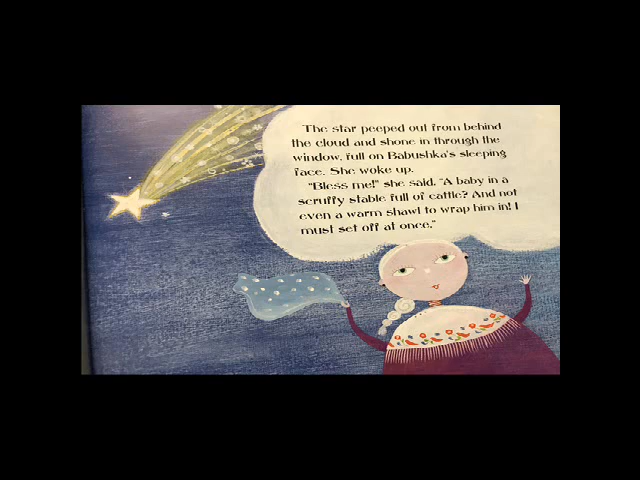 The star peeped out from behind
the cloud and shone in through the
window, full on Babushka's sleeping
face. She woke up.
"Bless me!" she said. "A baby in a
scruffy stable full of cattle? And not
even a warm shawl to wrap him in! I
must set off at once."